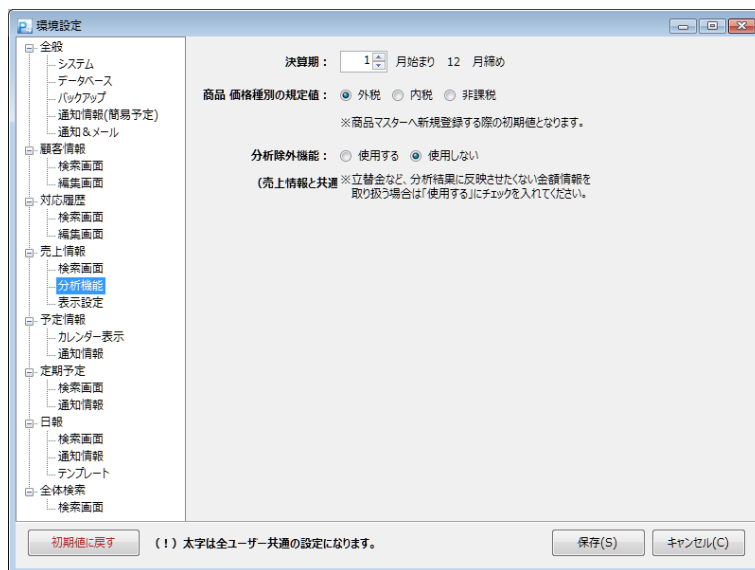 環境設定
全般
システム
データベース
バックアップ
通知情報(簡易予定)
通知&メール
顧客情報
検索画面
編集画面
対応履歴
検索画面
編集画面
売上情報
検索画面
分析機能
表示設定
予定情報
カレンダー表示
通知情報
定期予定
検索画面
通知情報
日報
検索画面
通知情報
テンプレート
全体検索
検索画面
決算期： 1 月始まり 12 月締め
商品 価格種別の規定値： 外税 内税 非課税
※商品マスターへ新規登録する際の初期値となります。
分析除外機能： 使用する 使用しない
(売上情報と共通 ※立替金など、分析結果に反映させたくない金額情報を
取り扱う場合は「使用する」にチェックを入れてください。
初期値に戻す (！) 太字は全ユーザー共通の設定になります。 保存(S) キャンセル(C)